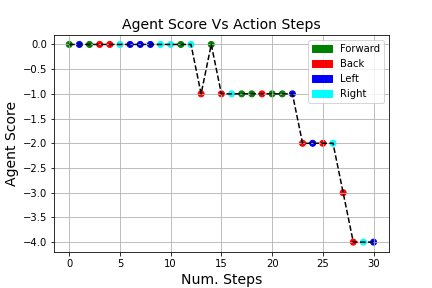 Agent Score Vs Action Steps
Agent Score
0.0
−0.5
−1.0
−1.5
−2.0
−2.5
−3.0
−3.5
−4.0
Forward
Back
Left
Right
0 5 10 15 20 25 30
Num. Steps